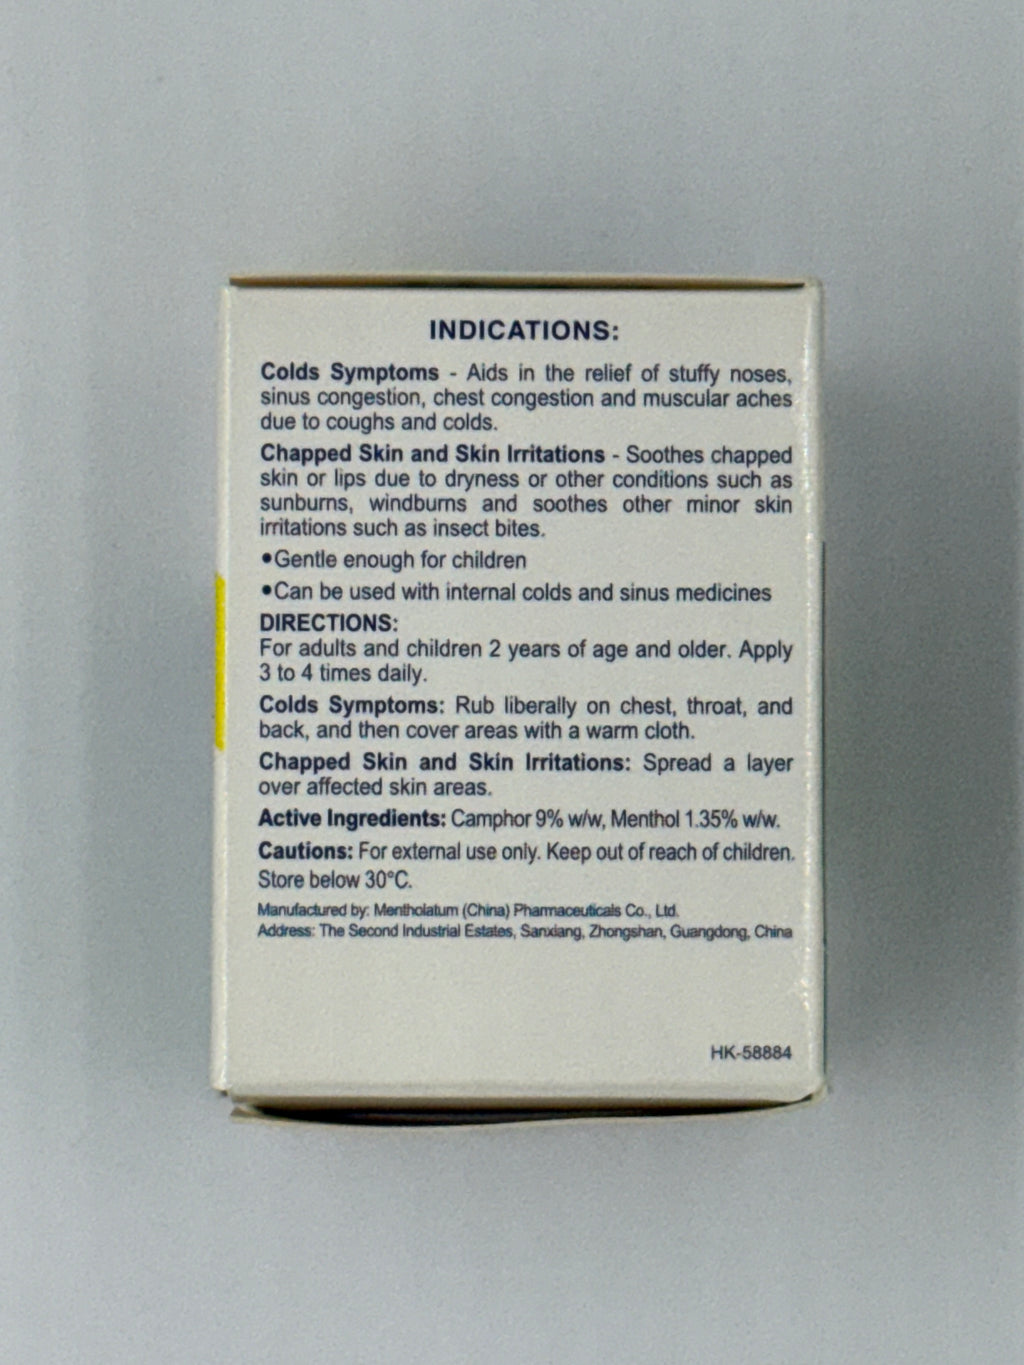 INDICATIONS:
Colds Symptoms - Aids in the relief of stuffy noses,
sinus congestion, chest congestion and muscular aches
due to coughs and colds.
Chapped Skin and Skin Irritations - Soothes chapped
skin or lips due to dryness or other conditions such as
sunburns, windburns and soothes other minor skin
irritations such as insect bites.
•Gentle enough for children
•Can be used with internal colds and sinus medicines
DIRECTIONS:
For adults and children 2 years of age and older. Apply
3 to 4 times daily.
Colds Symptoms: Rub liberally on chest, throat, and
back, and then cover areas with a warm cloth.
Chapped Skin and Skin Irritations: Spread a layer
over affected skin areas.
Active Ingredients: Camphor 9% w/w, Menthol 1.35% w/w.
Cautions: For external use only. Keep out of reach of children.
Store below 30°C.
Manufactured by: Mentholatum (China) Pharmaceuticals Co., Ltd.
Address: The Second Industrial Estates, Sanxiang, Zhongshan, Guangdong, China
HK-58884